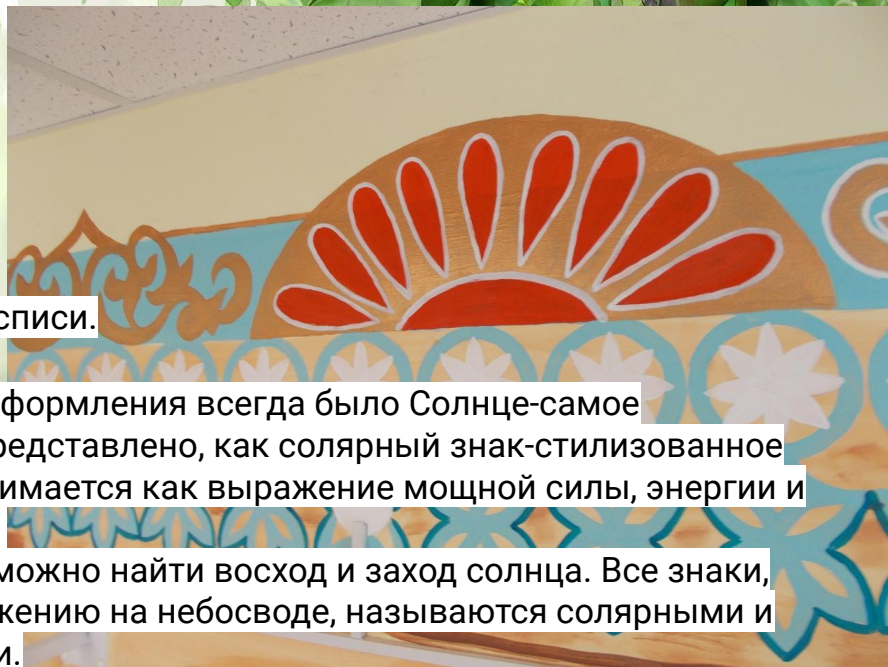 списи.
формления всегда было Солнце-самое
редставлено, как солярный знак-стилизованное
имается как выражение мощной силы, энергии и
можно найти восход и заход солнца. Все знаки,
жению на небосводе, называются солярными и
и.